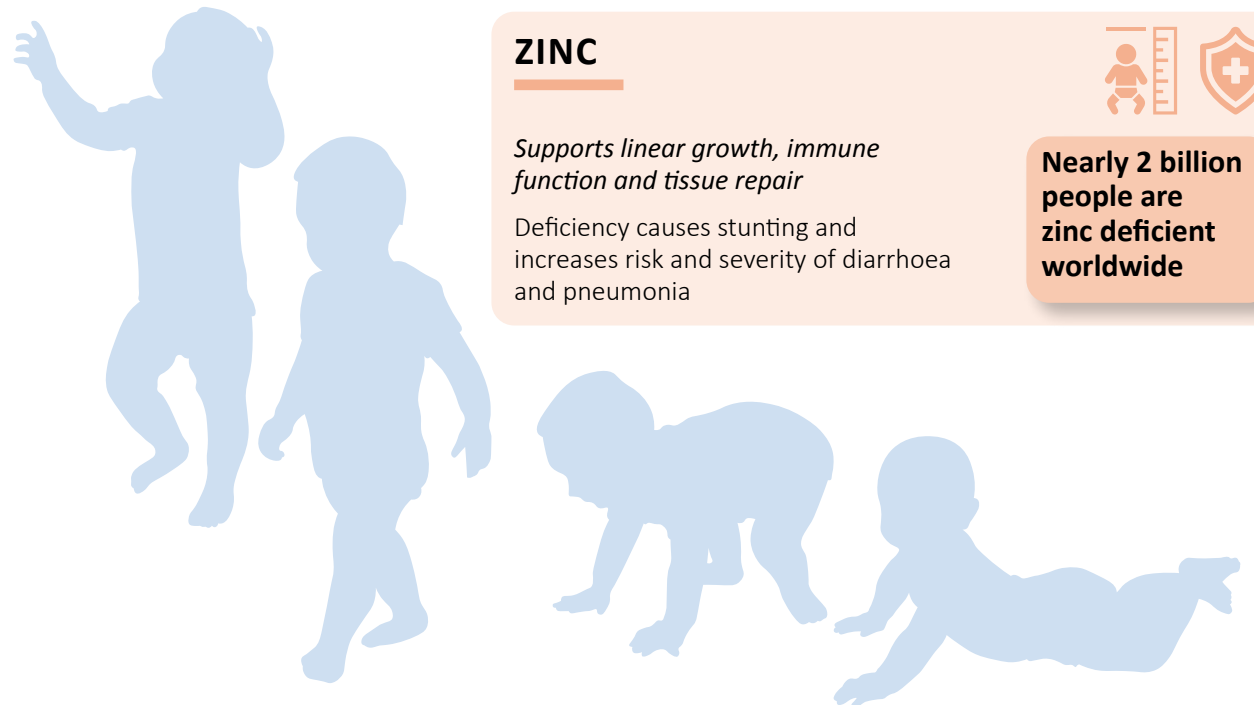 ZINC
Supports linear growth, immune
function and tissue repair
Deficiency causes stunting and
increases risk and severity of diarrhoea
and pneumonia
Nearly 2 billion
people are
zinc deficient
worldwide